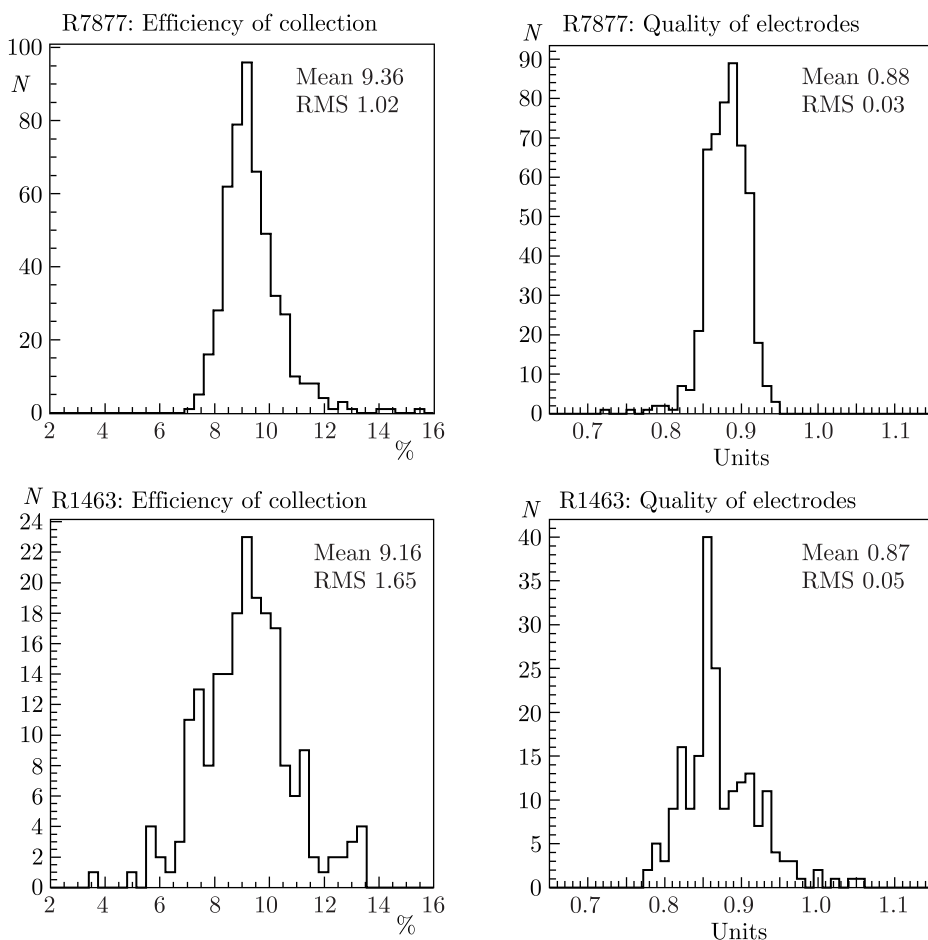 R7877: Efficiency of collection
N
Mean 9.36
RMS 1.02
100
80
60
40
20
0
2 4 6 8 10 12 14 16
%
R7877: Quality of electrodes
N
Mean 0.88
RMS 0.03
90
80
70
60
50
40
30
20
10
0
0.7 0.8 0.9 1.0 1.1
Units
N R1463: Efficiency of collection
Mean 9.16
RMS 1.65
24
22
20
18
16
14
12
10
8
6
4
2
0
2 4 6 8 10 12 14 16
%
N R1463: Quality of electrodes
Mean 0.87
RMS 0.05
40
35
30
25
20
15
10
5
0
0.7 0.8 0.9 1.0 1.1
Units